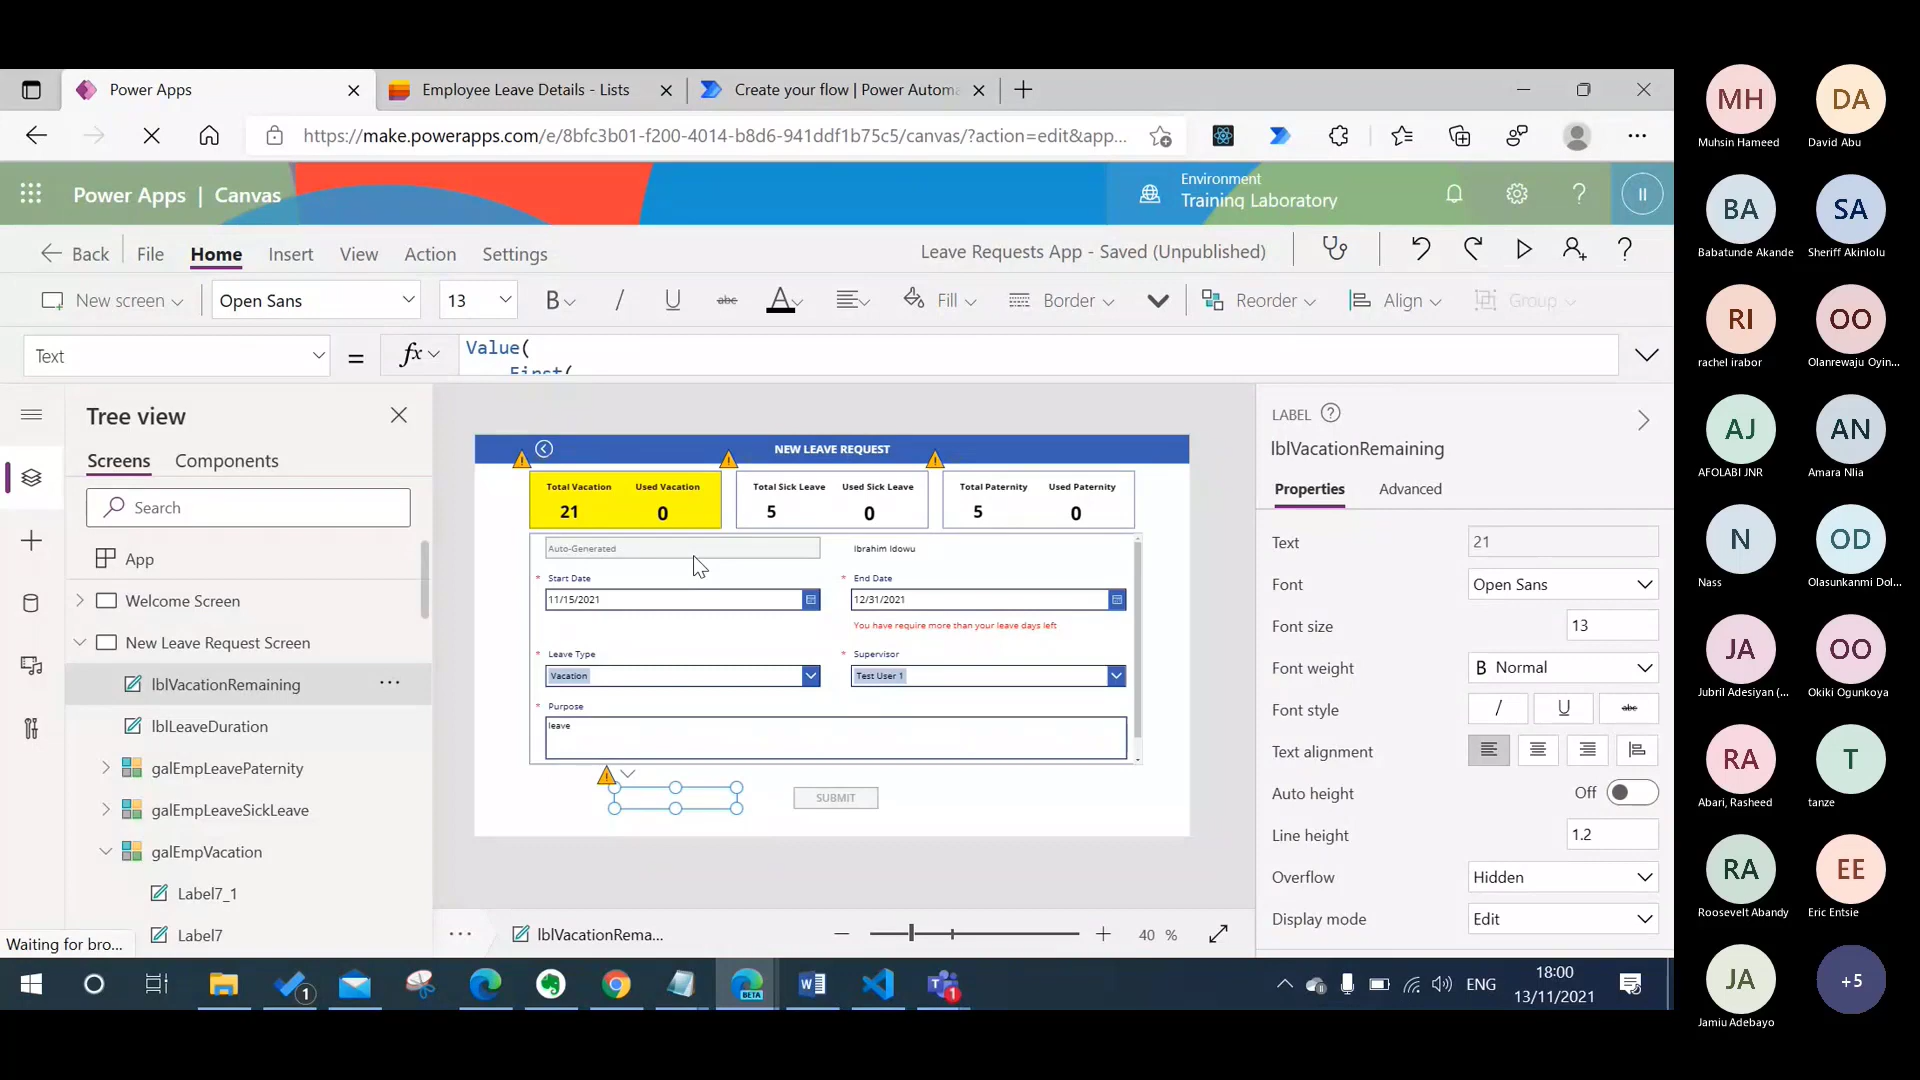 Power Apps
Employee Leave Details - Lists
Create your flow | Power Automa
https://make.powerapps.com/e/8bfc3b01-f200-4014-b8d6-941ddf1b75c5/canvas/?action=edit&app...
Power Apps | Canvas
Environment
Training Laboratory
II
Back
File
Home
Insert
View
Action
Settings
Leave Requests App - Saved (Unpublished)
New screen
Open Sans
13
B
/
U
abc
A
Fill
Border
Reorder
Align
Group
Text
=
fx
Value(
First(
Tree view
Screens
Components
Search
App
Welcome Screen
New Leave Request Screen
lblVacationRemaining
lblLeaveDuration
galEmpLeavePaternity
galEmpLeaveSickLeave
galEmpVacation
Label7_1
Label7
Waiting for bro...
NEW LEAVE REQUEST
Total Vacation
Used Vacation
21
0
Total Sick Leave
Used Sick Leave
5
0
Total Paternity
Used Paternity
5
0
Auto-Generated
Ibrahim Idowu
* Start Date
* End Date
11/15/2021
12/31/2021
You have require more than your leave days left
* Leave Type
* Supervisor
Vacation
Test User 1
* Purpose
leave
SUBMIT
lblVacationRema...
40 %
LABEL
lblVacationRemaining
Properties
Advanced
Text
21
Font
Open Sans
Font size
13
Font weight
B Normal
Font style
/
U
abc
Text alignment
Auto height
Off
Line height
1.2
Overflow
Hidden
Display mode
Edit
1
BETA
1
ENG
18:00
13/11/2021
MH
Muhsin Hameed
DA
David Abu
BA
Babatunde Akande
SA
Sheriff Akinlolu
RI
rachel irabor
OO
Olanrewaju Oyin...
AJ
AFOLABI JNR
AN
Amara Nlia
N
Nass
OD
Olasunkanmi Dol...
JA
Jubril Adesiyan (...
OO
Okiki Ogunkoya
RA
Abari, Rasheed
T
tanze
RA
Roosevelt Abandy
EE
Eric Entsie
JA
Jamiu Adebayo
+5